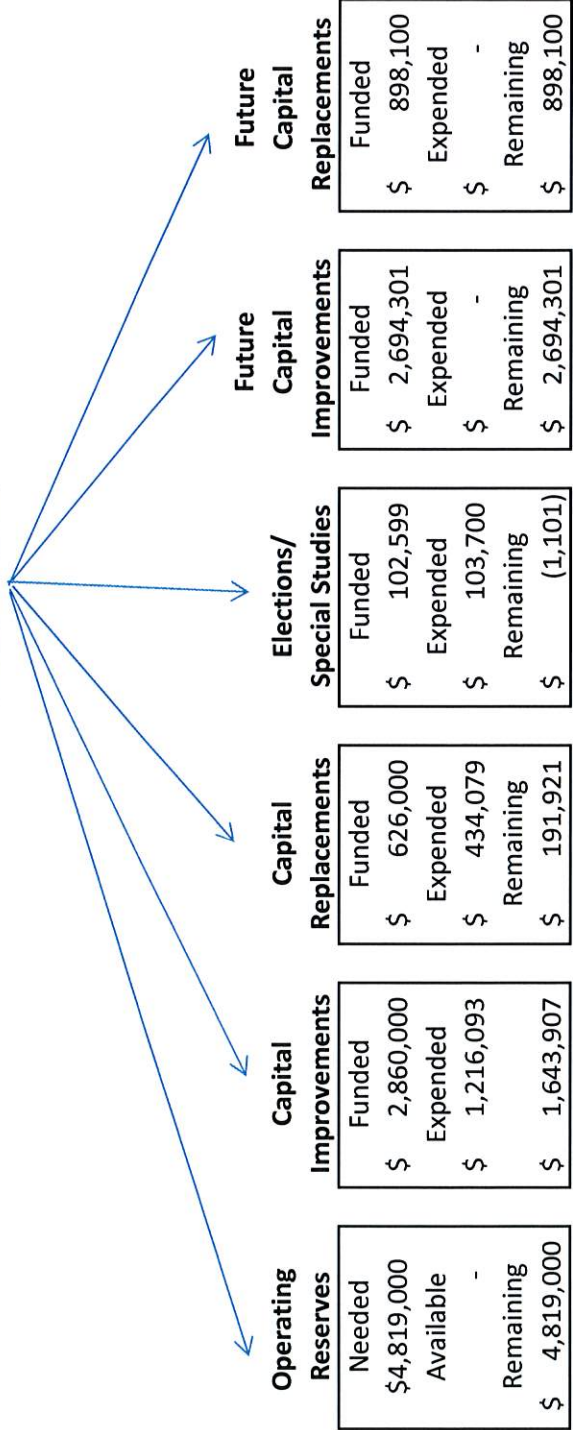 Operating
Reserves
Needed
$4,819,000
Available
-
Remaining
$ 4,819,000
Capital
Improvements
Funded
$ 2,860,000
Expended
$ 1,216,093
$ 1,643,907
Capital
Replacements
Funded
$ 626,000
Expended
$ 434,079
Remaining
$ 191,921
Elections/
Special Studies
Funded
$ 102,599
Expended
$ 103,700
Remaining
$ (1,101)
Future
Capital
Improvements
Funded
$ 2,694,301
Expended
$ -
Remaining
$ 2,694,301
Future
Capital
Replacements
Funded
$ 898,100
Expended
$ -
Remaining
$ 898,100